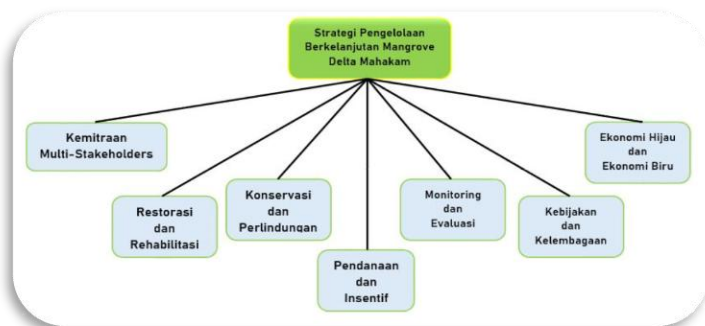 Strategi Pengelolaan
Berkelanjutan Mangrove
Delta Mahakam
Kemitraan
Multi-Stakeholders
Restorasi
dan
Rehabilitasi
Konservasi
dan
Perlindungan
Pendanaan
dan
Insentif
Monitoring
dan
Evaluasi
Kebijakan
dan
Kelembagaan
Ekonomi Hijau
dan
Ekonomi Biru